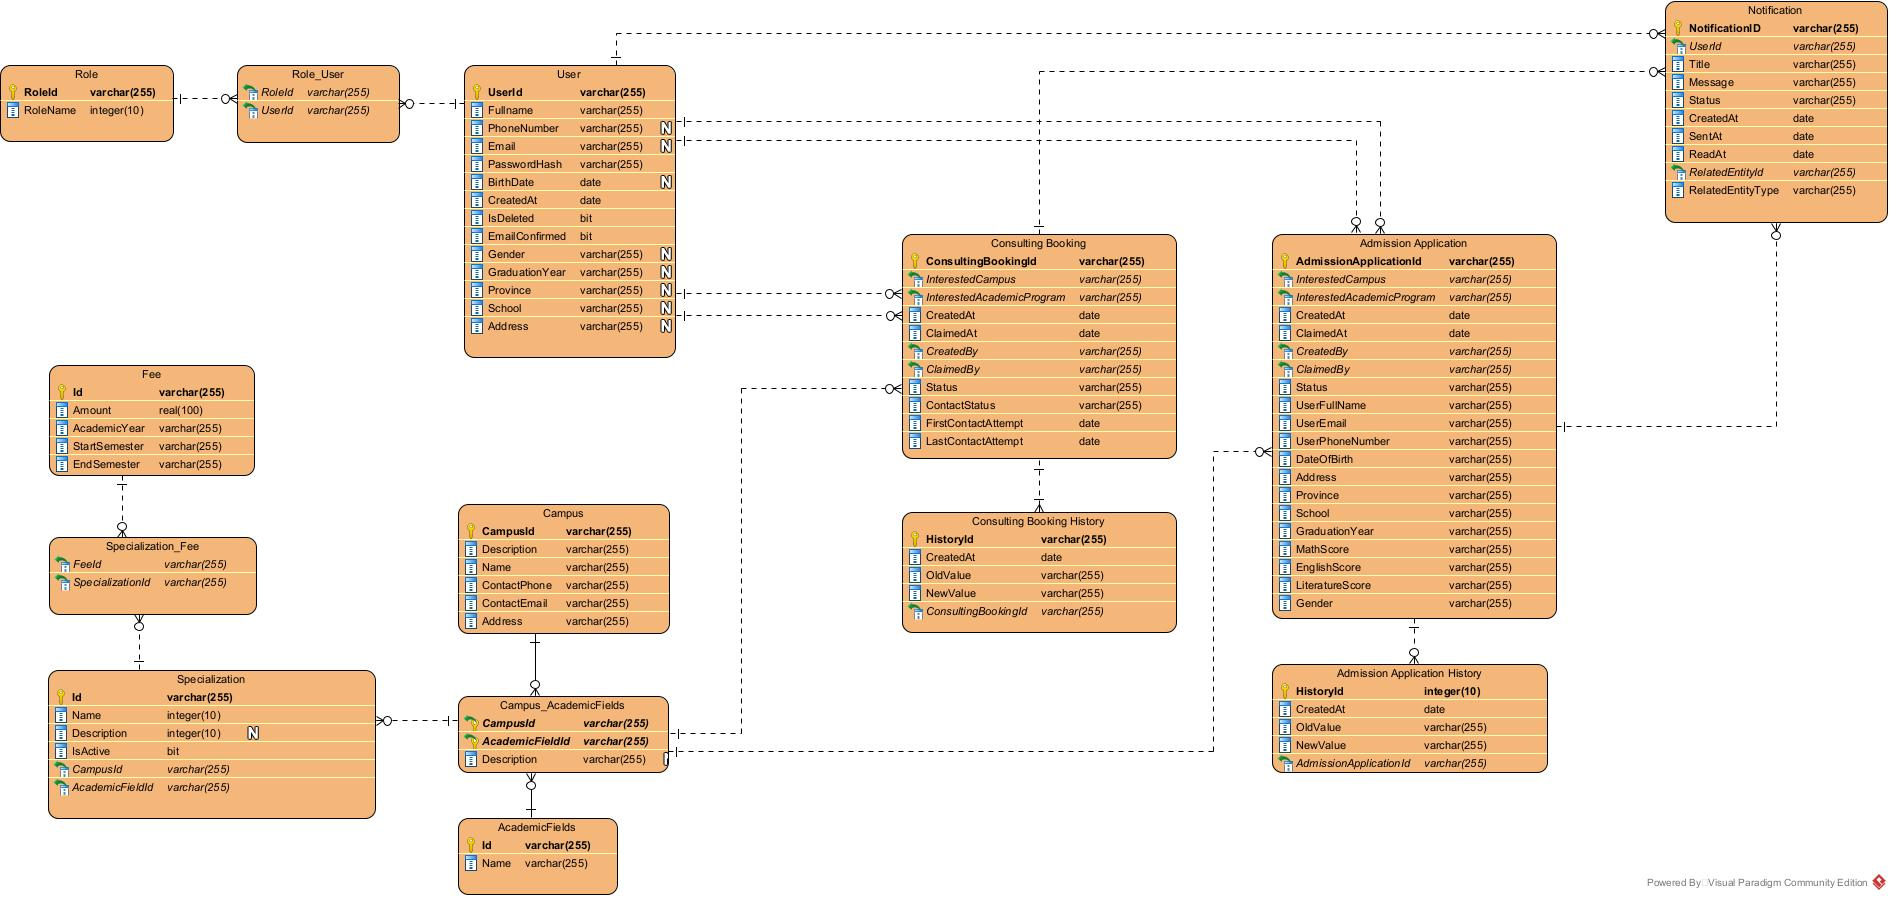 Notification
NotificationID varchar(255)
UserId varchar(255)
Title varchar(255)
Message varchar(255)
Status varchar(255)
CreatedAt date
SentAt date
ReadAt date
RelatedEntityId varchar(255)
RelatedEntityType varchar(255)
Role
RoleId varchar(255)
RoleName integer(10)
Role_User
RoleId varchar(255)
UserId varchar(255)
User
UserId varchar(255)
Fullname varchar(255)
PhoneNumber varchar(255) N
Email varchar(255) N
PasswordHash varchar(255)
BirthDate date N
CreatedAt date
IsDeleted bit
EmailConfirmed bit
Gender varchar(255) N
GraduationYear varchar(255) N
Province varchar(255) N
School varchar(255) N
Address varchar(255) N
Consulting Booking
ConsultingBookingId varchar(255)
InterestedCampus varchar(255)
InterestedAcademicProgram varchar(255)
CreatedAt date
ClaimedAt date
CreatedBy varchar(255)
ClaimedBy varchar(255)
Status varchar(255)
ContactStatus varchar(255)
FirstContactAttempt date
LastContactAttempt date
Admission Application
AdmissionApplicationId varchar(255)
InterestedCampus varchar(255)
InterestedAcademicProgram varchar(255)
CreatedAt date
ClaimedAt date
CreatedBy varchar(255)
ClaimedBy varchar(255)
Status varchar(255)
UserFullName varchar(255)
UserEmail varchar(255)
UserPhoneNumber varchar(255)
DateOfBirth varchar(255)
Address varchar(255)
Province varchar(255)
School varchar(255)
GraduationYear varchar(255)
MathScore varchar(255)
EnglishScore varchar(255)
LiteratureScore varchar(255)
Gender varchar(255)
Fee
Id varchar(255)
Amount real(100)
AcademicYear varchar(255)
StartSemester varchar(255)
EndSemester varchar(255)
Specialization_Fee
FeeId varchar(255)
SpecializationId varchar(255)
Campus
CampusId varchar(255)
Description varchar(255)
Name varchar(255)
ContactPhone varchar(255)
ContactEmail varchar(255)
Address varchar(255)
Consulting Booking History
HistoryId varchar(255)
CreatedAt date
OldValue varchar(255)
NewValue varchar(255)
ConsultingBookingId varchar(255)
Specialization
Id varchar(255)
Name integer(10)
Description integer(10) N
IsActive bit
CampusId varchar(255)
AcademicFieldId varchar(255)
Campus_AcademicFields
CampusId varchar(255)
AcademicFieldId varchar(255)
Description varchar(255)
Admission Application History
HistoryId integer(10)
CreatedAt date
OldValue varchar(255)
NewValue varchar(255)
AdmissionApplicationId varchar(255)
AcademicFields
Id varchar(255)
Name varchar(255)
Powered By Visual Paradigm Community Edition